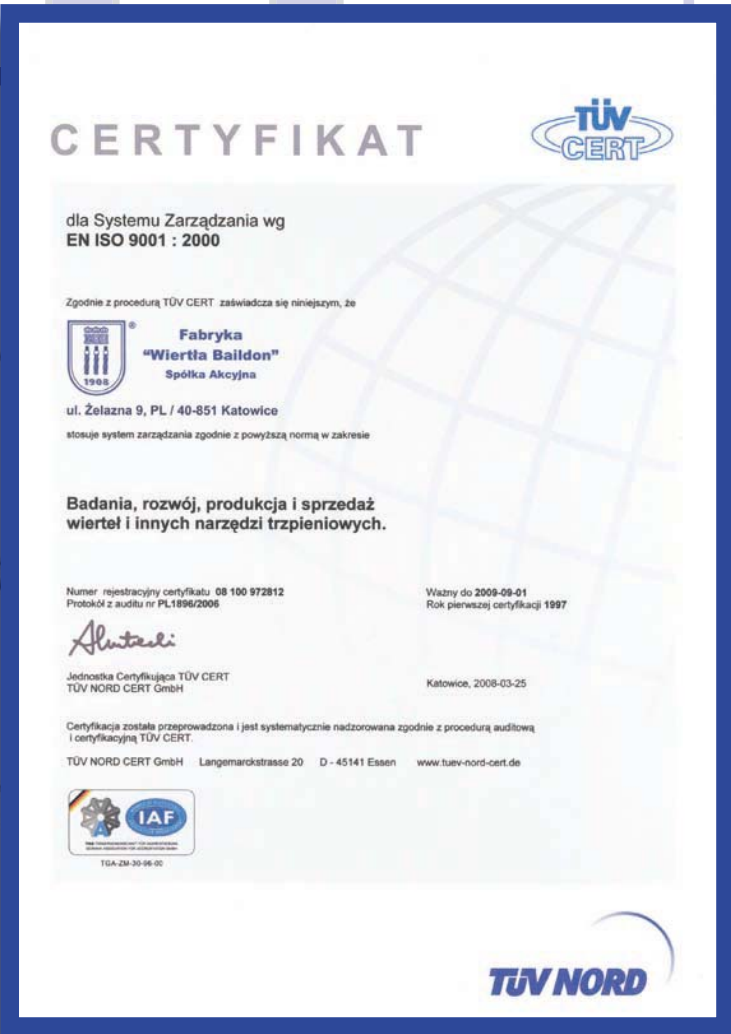 CERTYFIKAT
TÜV
CERT
dla Systemu Zarządzania wg
EN ISO 9001 : 2000
Zgodnie z procedurą TÜV CERT zaświadcza się niniejszym, że
1908
®
Fabryka
"Wiertła Baildon"
Spółka Akcyjna
ul. Żelazna 9, PL / 40-851 Katowice
stosuje system zarządzania zgodnie z powyższą normą w zakresie
Badania, rozwój, produkcja i sprzedaż
wierteł i innych narzędzi trzpieniowych.
Numer rejestracyjny certyfikatu 08 100 972812
Protokół z auditu nr PL1896/2006
Ważny do 2009-09-01
Rok pierwszej certyfikacji 1997
Jednostka Certyfikująca TÜV CERT
TÜV NORD CERT GmbH
Katowice, 2008-03-25
Certyfikacja została przeprowadzona i jest systematycznie nadzorowana zgodnie z procedurą auditową
i certyfikacyjną TÜV CERT.
TÜV NORD CERT GmbH Langemarckstrasse 20 D - 45141 Essen www.tuev-nord-cert.de
IAF
TGA-ZM-30-96-00
TÜV NORD